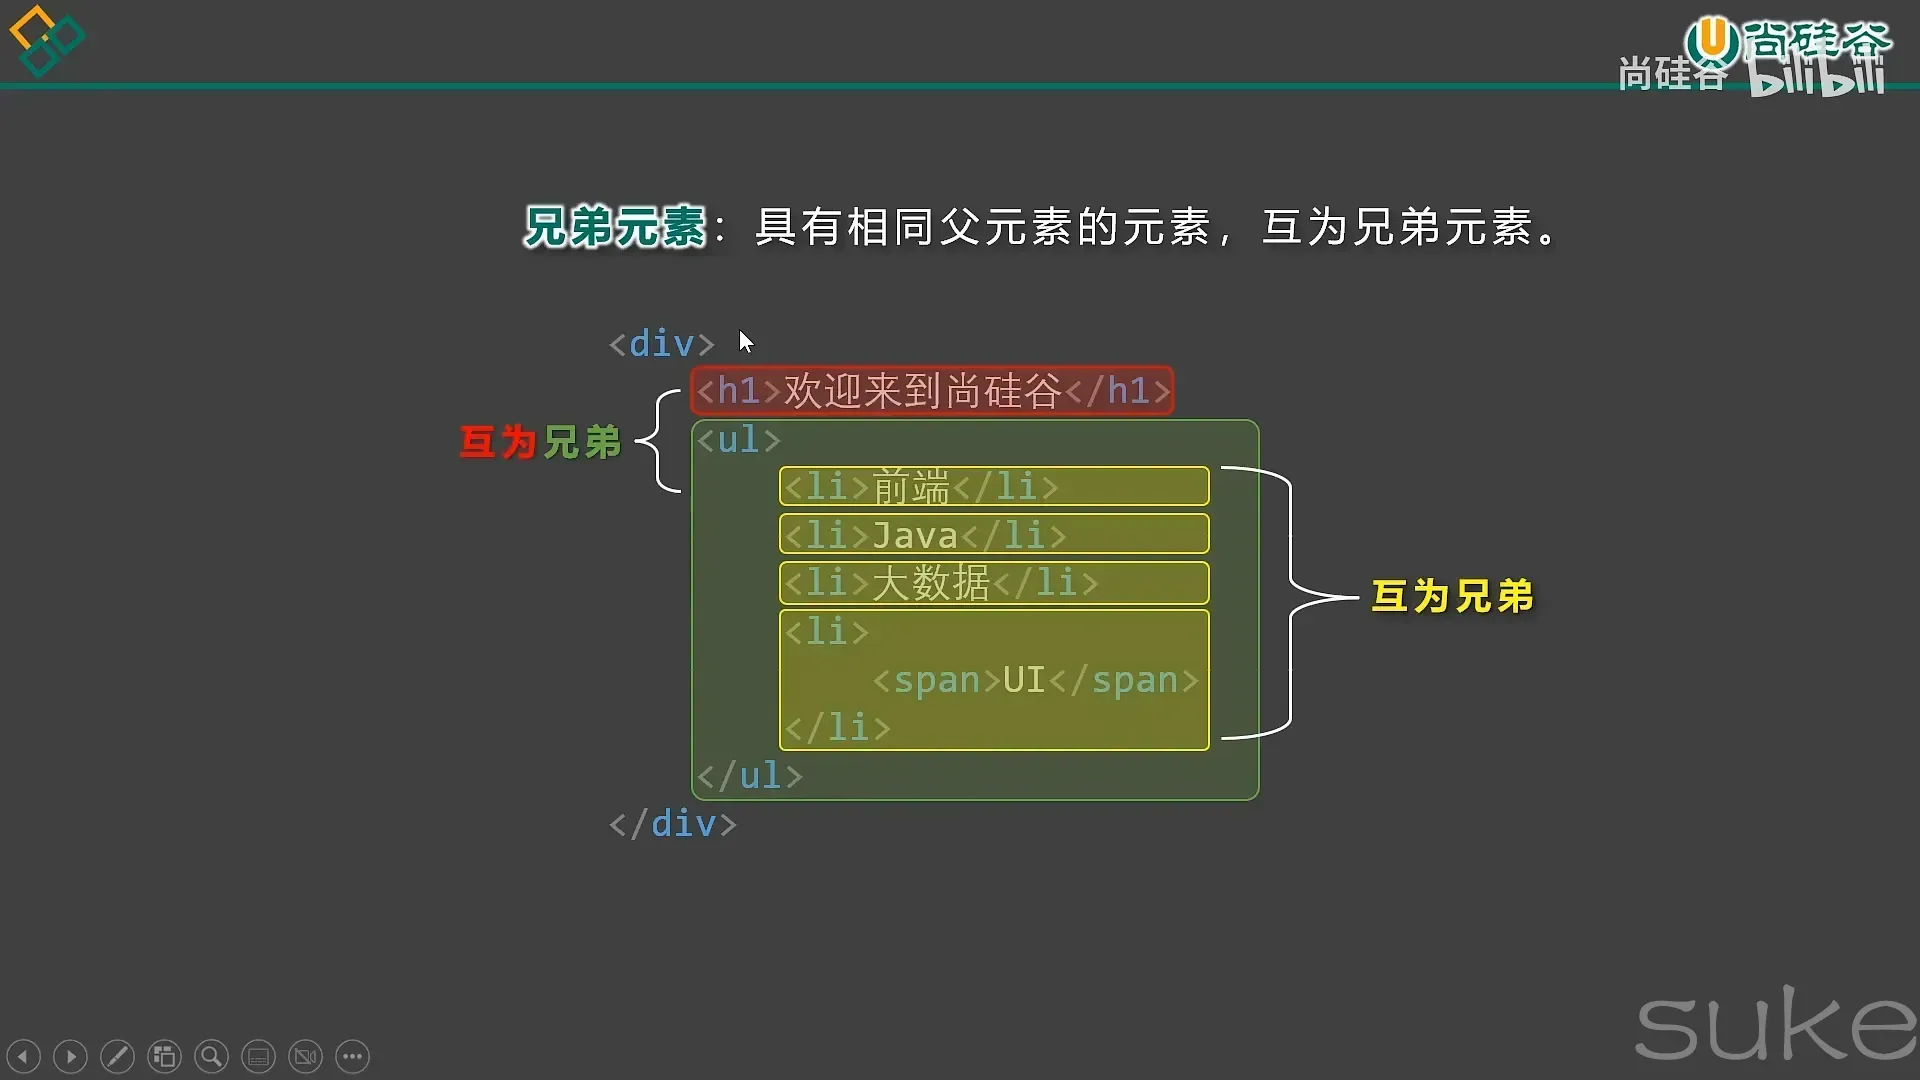 尚硅谷
尚硅谷 bilibili
兄弟元素：具有相同父元素的元素，互为兄弟元素。
<div>
<h1>欢迎来到尚硅谷</h1>
互为兄弟
<ul>
<li>前端</li>
<li>Java</li>
<li>大数据</li>
互为兄弟
<li>
<span>UI</span>
</li>
</ul>
</div>
suke